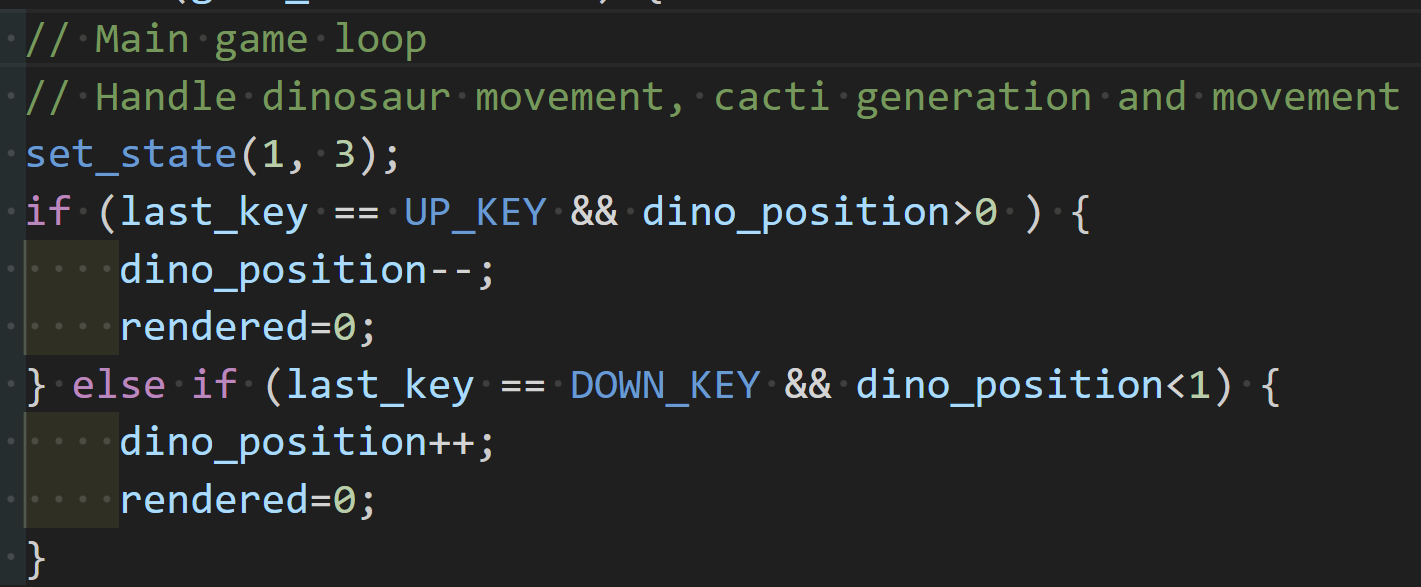 // Main game loop
// Handle dinosaur movement, cacti generation and movement
set_state(1, 3);
if (last_key == UP_KEY && dino_position>0 ) {
    dino_position--;
    rendered=0;
} else if (last_key == DOWN_KEY && dino_position<1) {
    dino_position++;
    rendered=0;
}